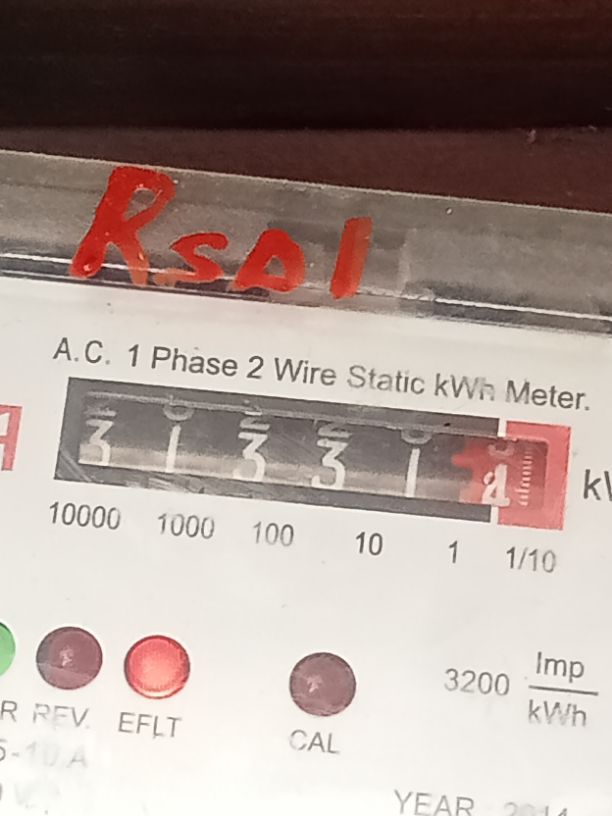 RSD1
A.C. 1 Phase 2 Wire Static kWh Meter.
3 1 3 3 1
10000 1000 100 10 1 1/10
3200 Imp
kWh
R REV. EFLT CAL
YEAR 2014